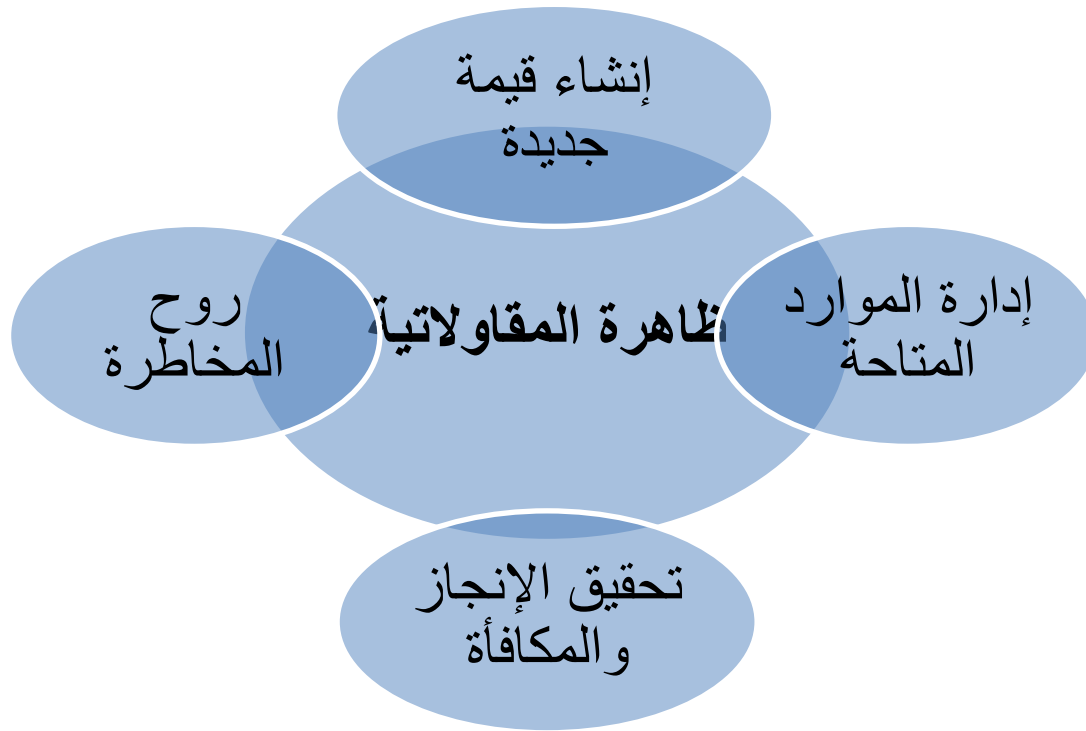 إنشاء قيمة
جديدة
إدارة الموارد
المتاحة
ظاهرة المقاولاتية
روح
المخاطرة
تحقيق الإنجاز
والمكافأة